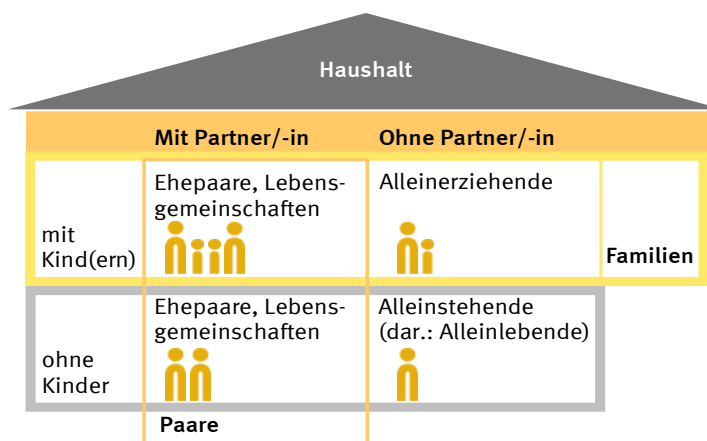 Haushalt
Mit Partner/-in
Ohne Partner/-in
mit
Kind(ern)
Ehepaare, Lebens-
gemeinschaften
Alleinerziehende
Familien
ohne
Kinder
Ehepaare, Lebens-
gemeinschaften
Alleinstehende
(dar.: Alleinlebende)
Paare